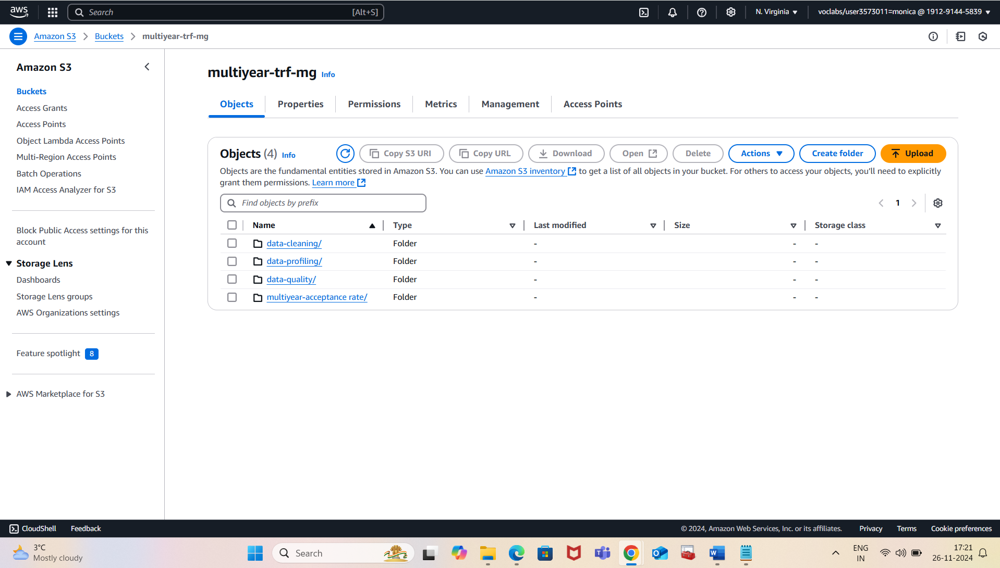 aws
Search [Alt+S]
N. Virginia
voclabs/user3573011=monica @ 1912-9144-5839
Amazon S3
Buckets
multiyear-trf-mg
Amazon S3
Buckets
Access Grants
Access Points
Object Lambda Access Points
Multi-Region Access Points
Batch Operations
IAM Access Analyzer for S3
Block Public Access settings for this
account
Storage Lens
Dashboards
Storage Lens groups
AWS Organizations settings
Feature spotlight 8
AWS Marketplace for S3
multiyear-trf-mg Info
Objects Properties Permissions Metrics Management Access Points
Objects (4) Info
Copy S3 URI Copy URL Download Open Delete Actions Create folder Upload
Objects are the fundamental entities stored in Amazon S3. You can use Amazon S3 inventory to get a list of all objects in your bucket. For others to access your objects, you’ll need to explicitly
grant them permissions. Learn more
Find objects by prefix
1
Name Type Last modified Size Storage class
data-cleaning/ Folder - - -
data-profiling/ Folder - - -
data-quality/ Folder - - -
multiyear-acceptance rate/ Folder - - -
CloudShell Feedback © 2024, Amazon Web Services, Inc. or its affiliates. Privacy Terms Cookie preferences
3°C
Mostly cloudy
Search
ENG
IN
17:21
26-11-2024